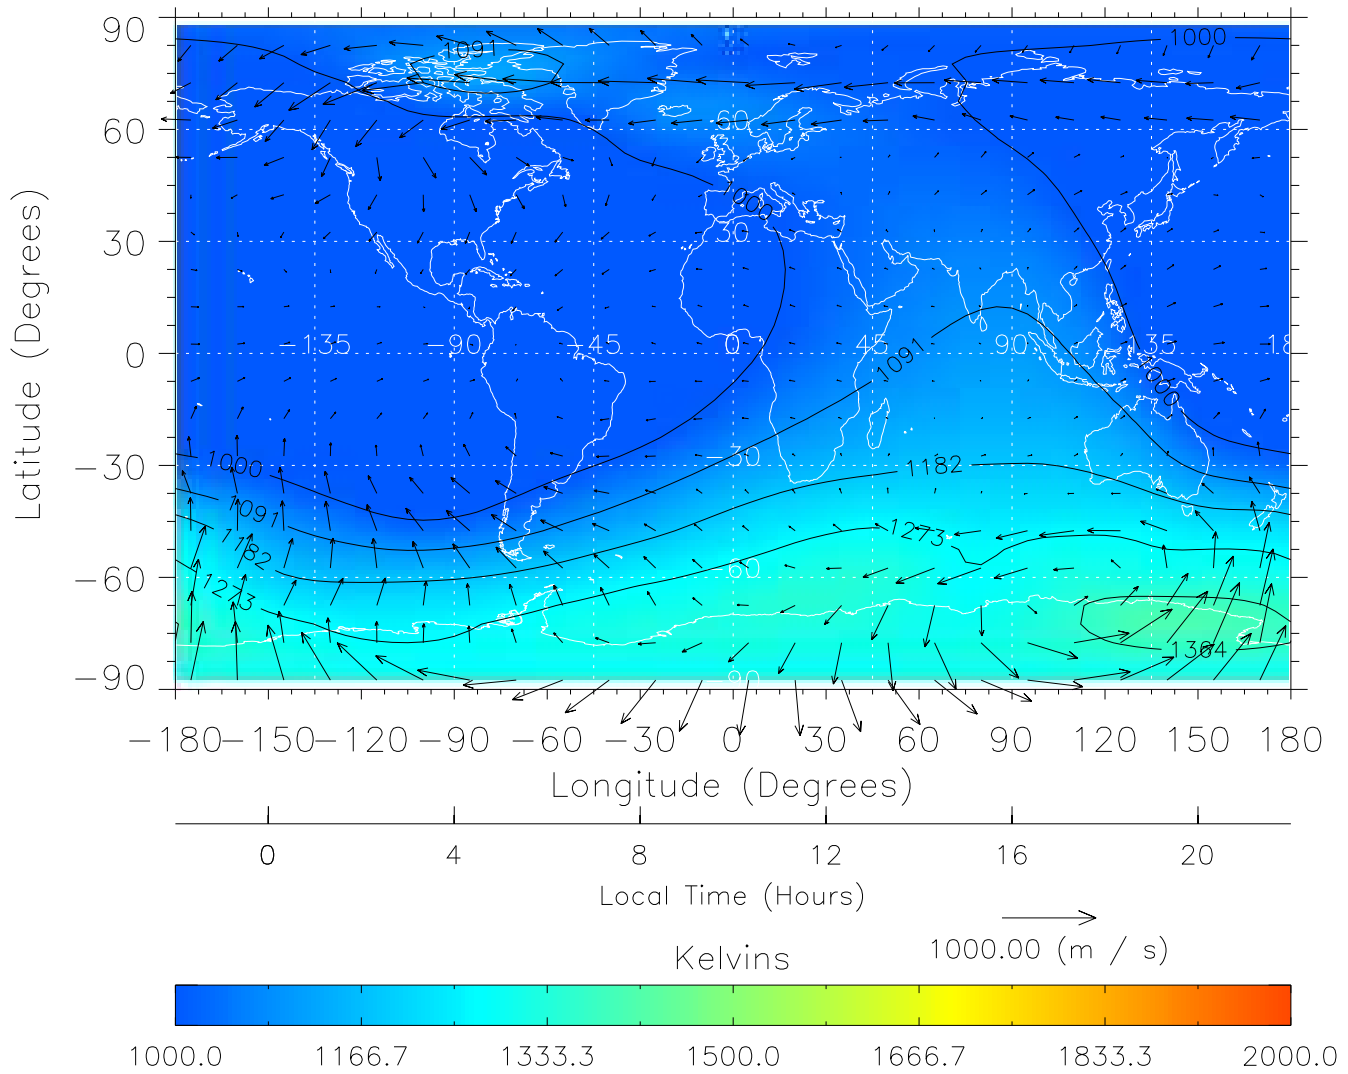 90
60
30
0
−30
−60
−90
Latitude (Degrees)
1091
1000
60
1000
30
−135 −90 −45 0 45 90 135 18
1091
1000
−30
1000
1182
1091
1182
1273
1273
−60
1364
−90
−180 −150 −120 −90 −60 −30 0 30 60 90 120 150 180
Longitude (Degrees)
0 4 8 12 16 20
Local Time (Hours)
1000.00 (m / s)
Kelvins
1000.0 1166.7 1333.3 1500.0 1666.7 1833.3 2000.0